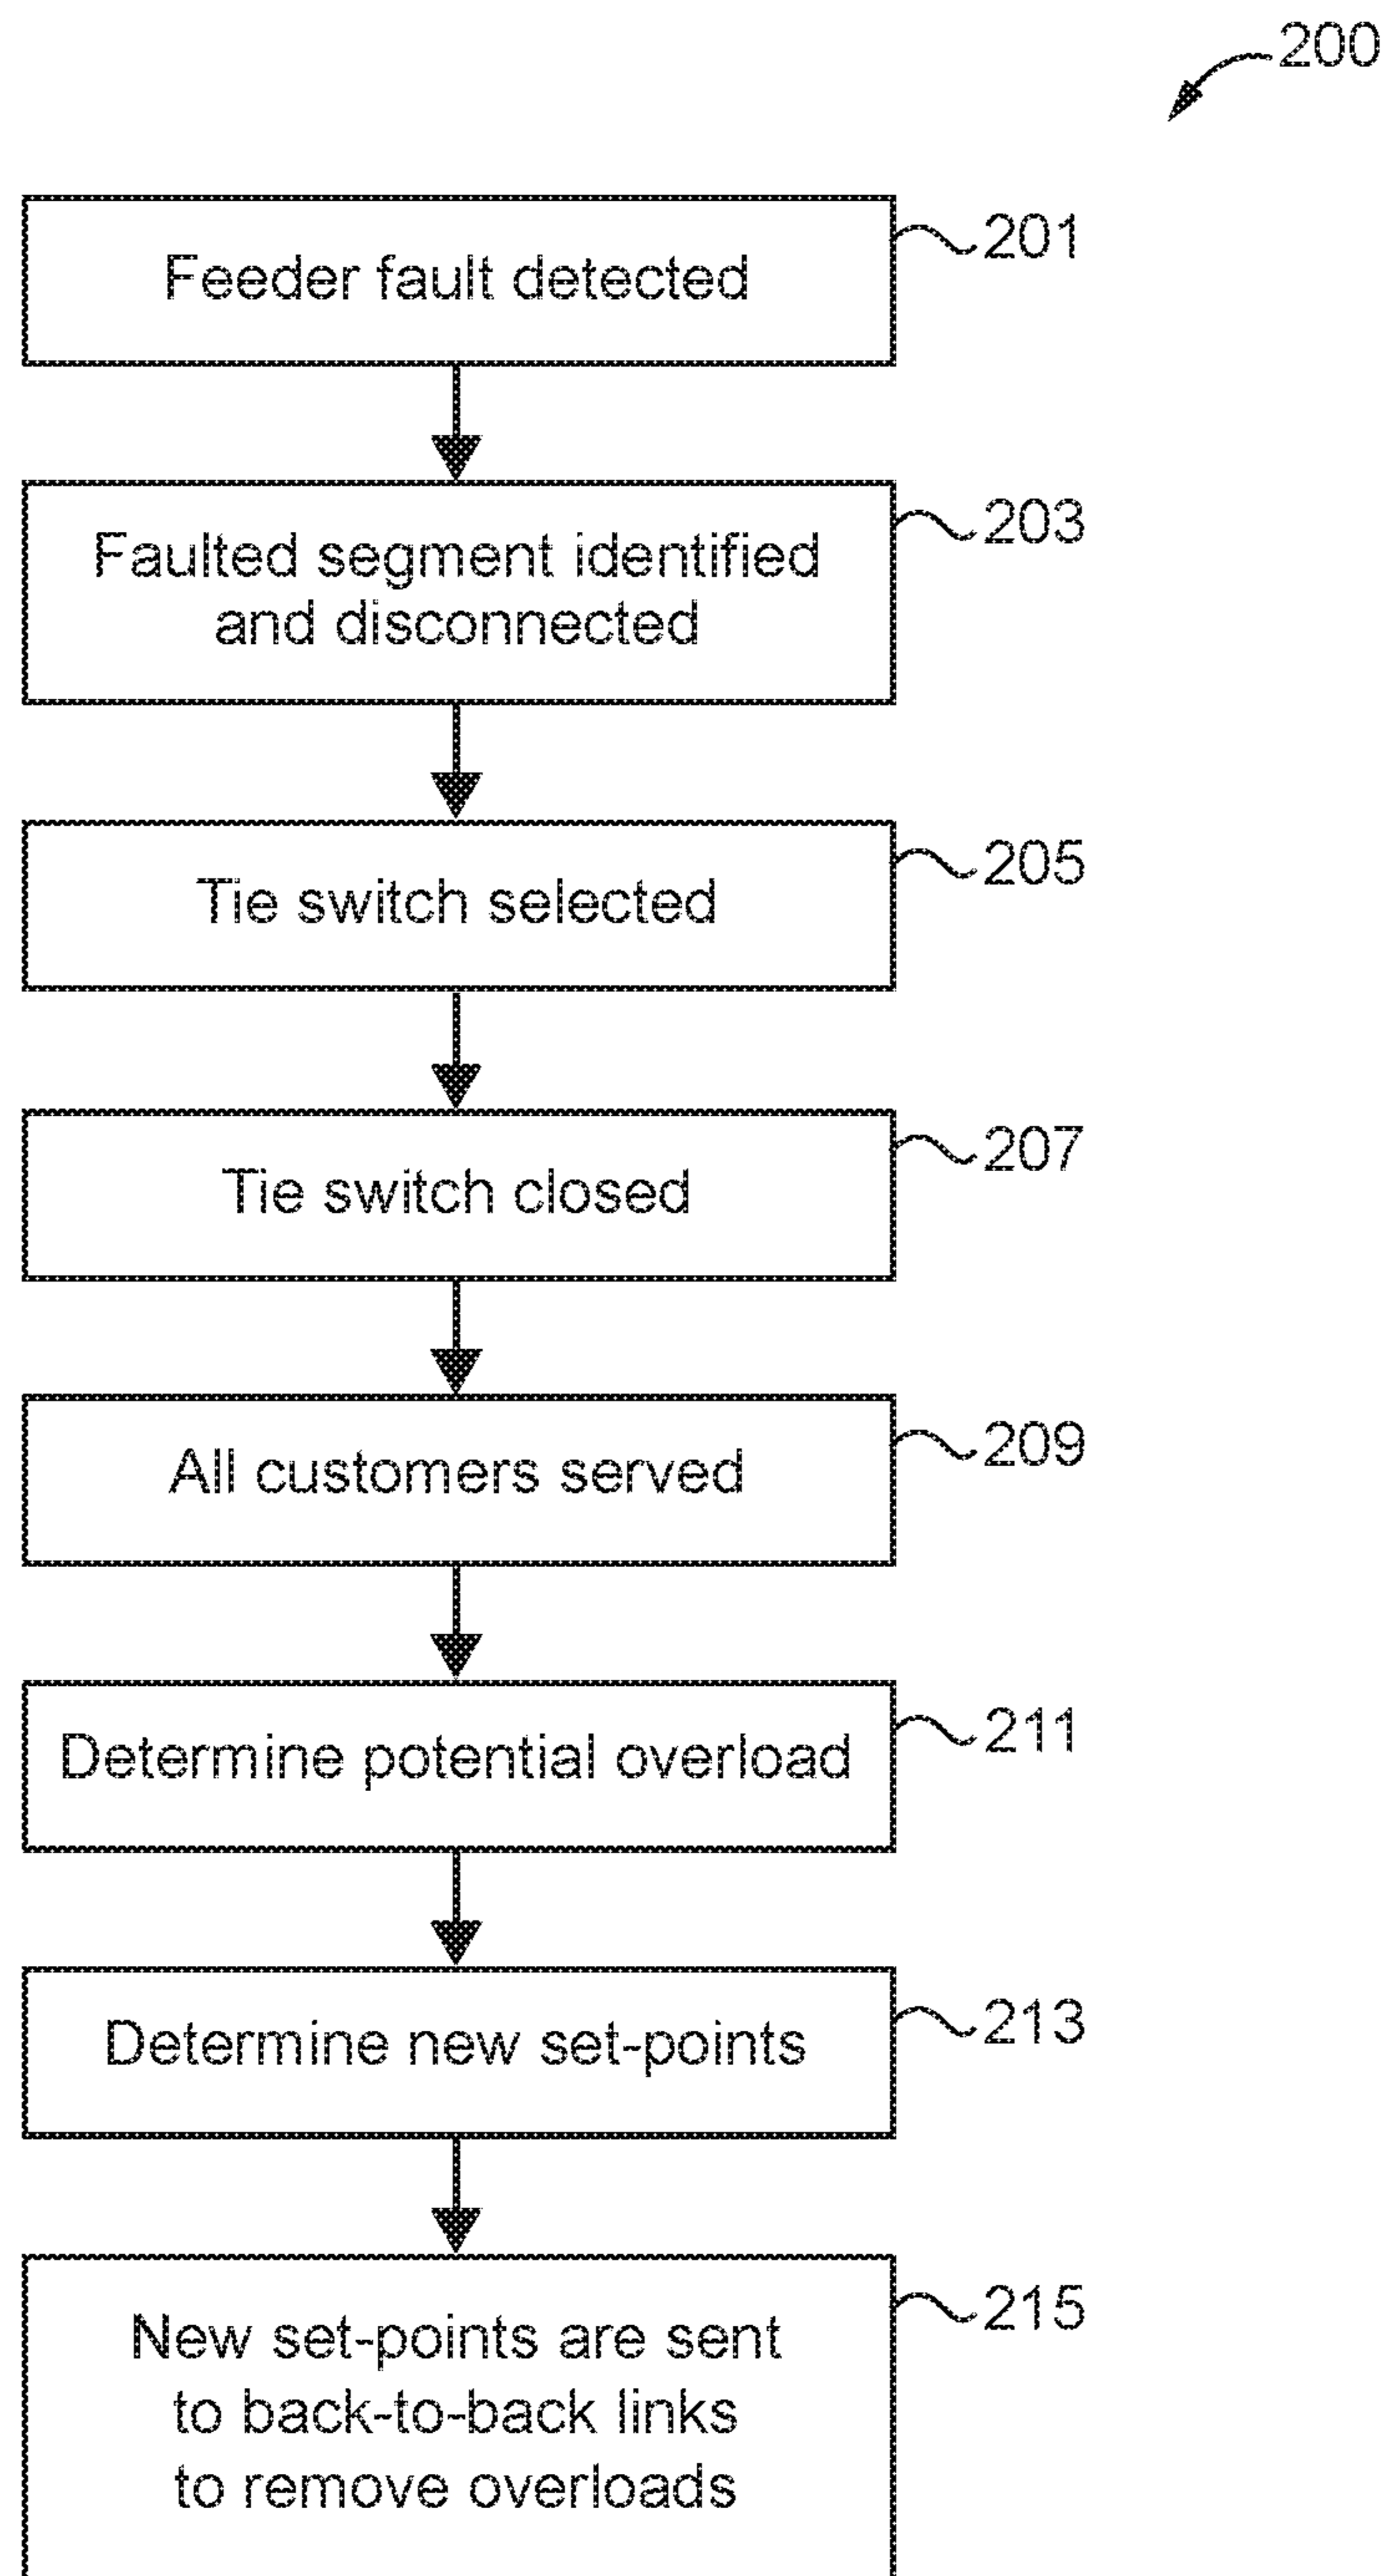 200
Feeder fault detected
201
Faulted segment identified
and disconnected
203
Tie switch selected
205
Tie switch closed
207
All customers served
209
Determine potential overload
211
Determine new set-points
213
New set-points are sent
to back-to-back links
to remove overloads
215